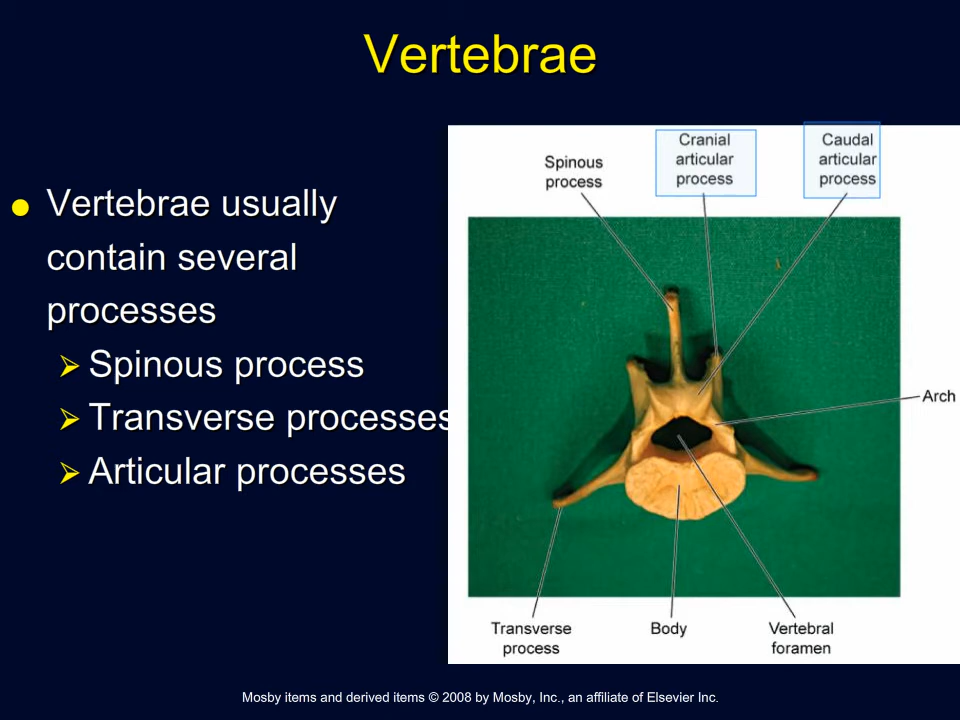 Vertebrae
Vertebrae usually
contain several
processes
Spinous process
Transverse processes
Articular processes
Spinous
process
Cranial
articular
process
Caudal
articular
process
Arch
Transverse
process
Body
Vertebral
foramen
Mosby items and derived items © 2008 by Mosby, Inc., an affiliate of Elsevier Inc.